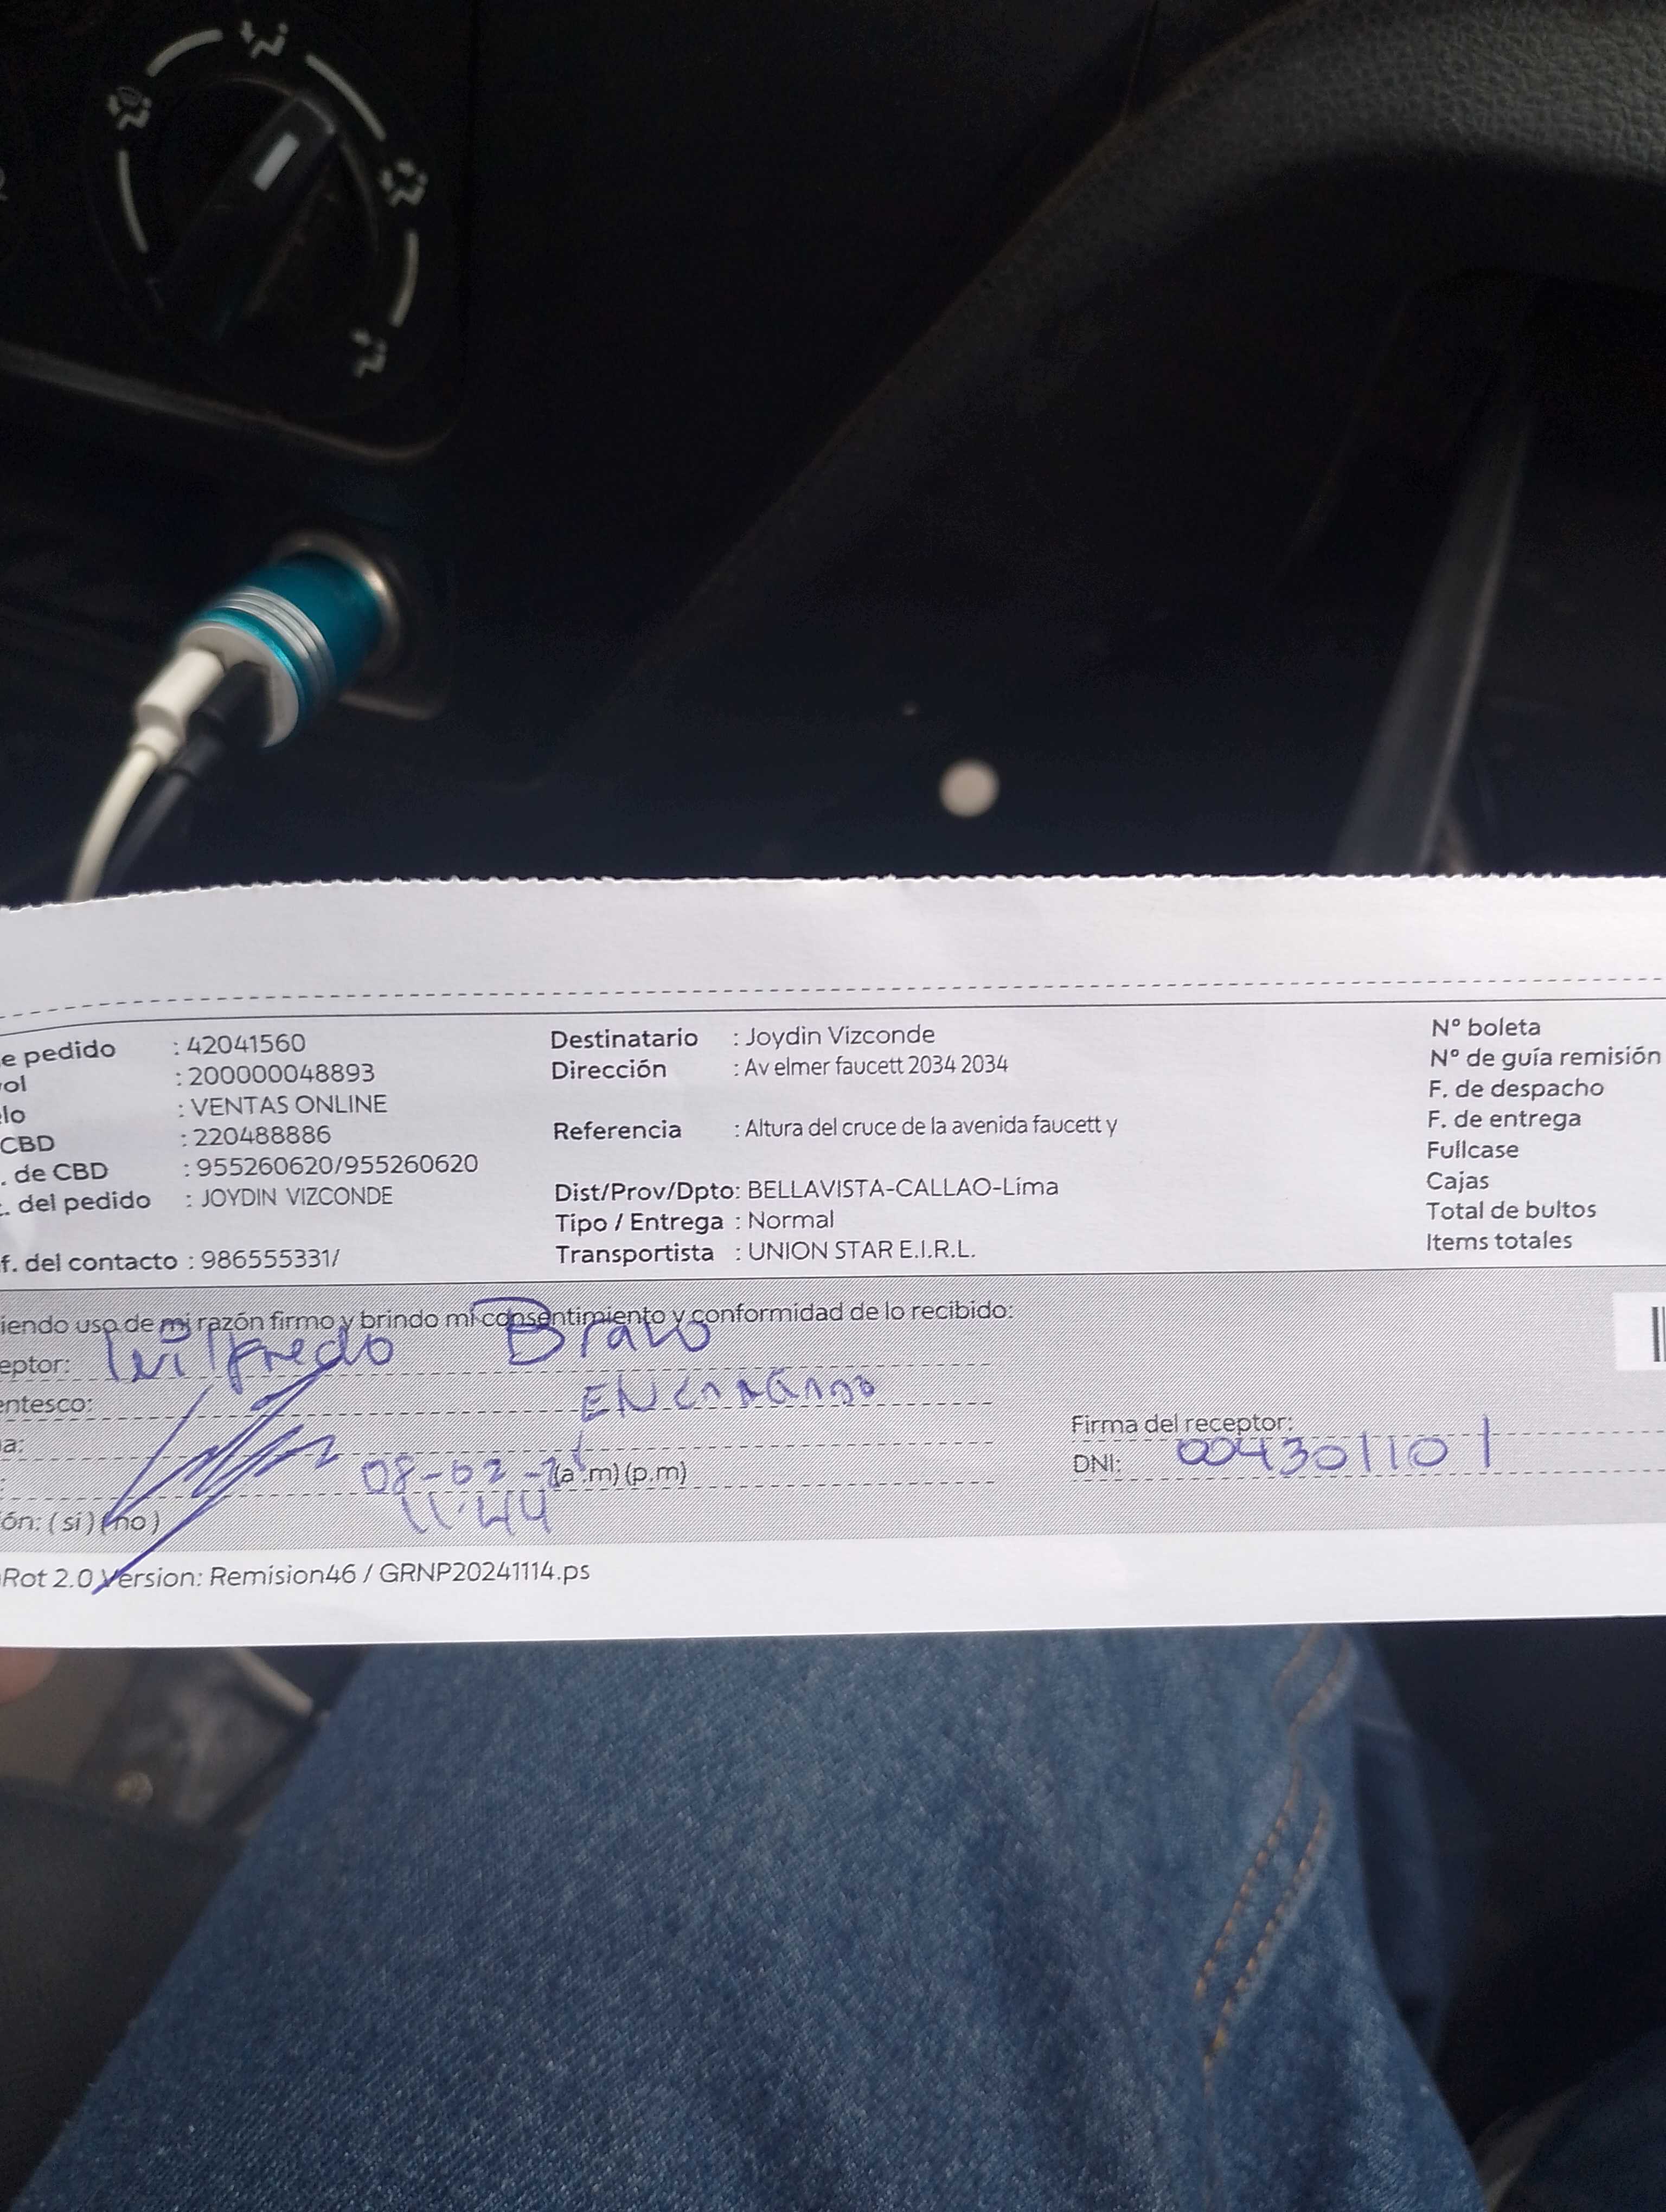 e pedido : 42041560
ol : 200000048893
lo : VENTAS ONLINE
CBD : 220488886
. de CBD : 955260620/955260620
. del pedido : JOYDIN VIZCONDE
f. del contacto : 986555331/
Destinatario : Joydin Vizconde
Dirección : Av elmer faucett 2034 2034
Referencia : Altura del cruce de la avenida faucett y
Dist/Prov/Dpto: BELLAVISTA-CALLAO-Lima
Tipo / Entrega : Normal
Transportista : UNION STAR E.I.R.L.
Nº boleta
Nº de guía remisión
F. de despacho
F. de entrega
Fullcase
Cajas
Total de bultos
Items totales
iendo uso de mi razón firmo y brindo mi consentimiento y conformidad de lo recibido:
eptor: Wilfredo Bravo
entesco: ENCARGADO
a:
: 08-02- (a.m) (p.m)
11:44
ón: ( si ) ( no )
Firma del receptor:
DNI: 004301101
Rot 2.0 Version: Remision46 / GRNP20241114.ps